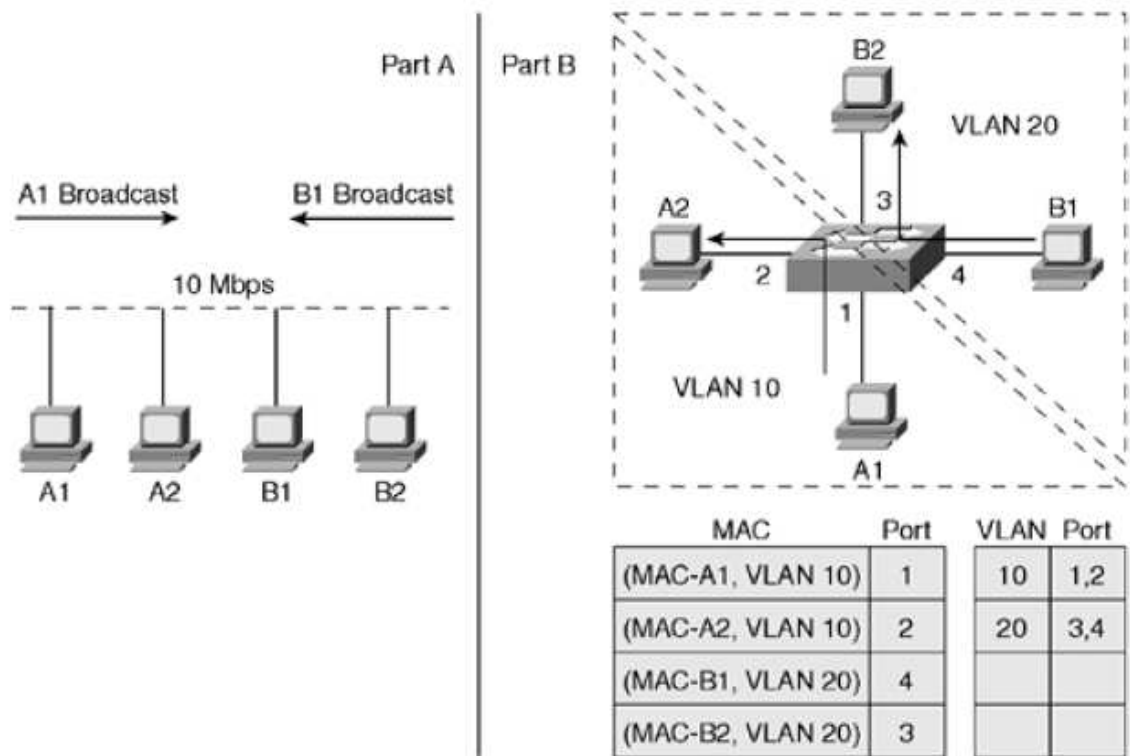 Part A
Part B
A1 Broadcast
B1 Broadcast
10 Mbps
A1 A2 B1 B2
B2
VLAN 20
A2
3
B1
2
4
1
VLAN 10
A1
MAC Port VLAN Port
(MAC-A1, VLAN 10) 1 10 1,2
(MAC-A2, VLAN 10) 2 20 3,4
(MAC-B1, VLAN 20) 4
(MAC-B2, VLAN 20) 3